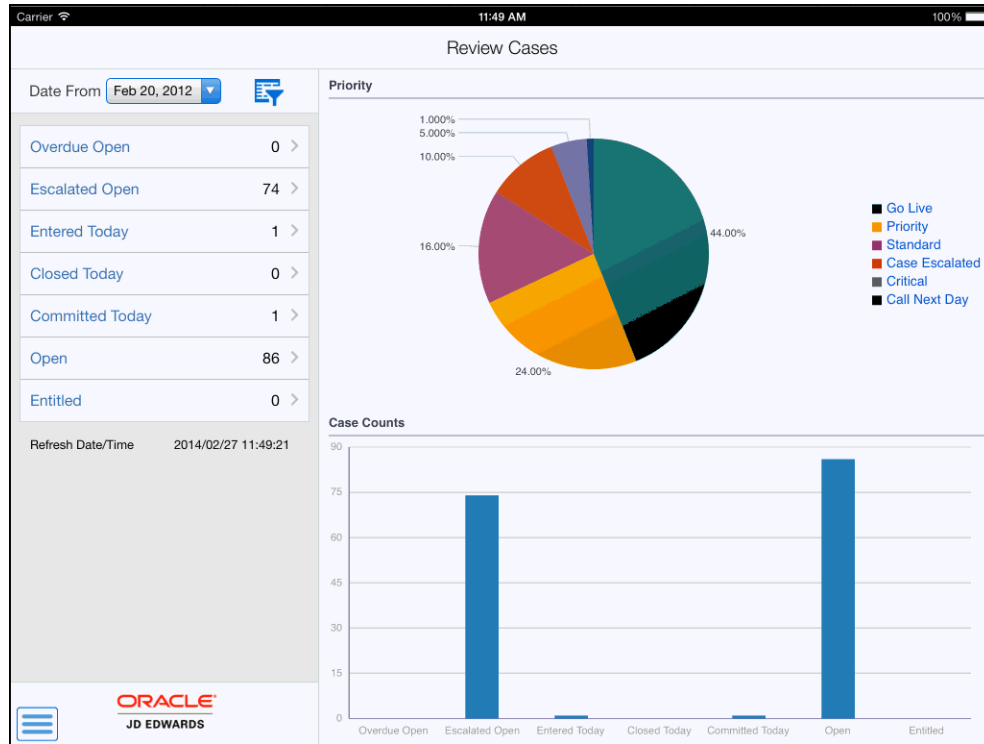 Carrier
11:49 AM
100%
Review Cases
Date From Feb 20, 2012
Overdue Open 0
Escalated Open 74
Entered Today 1
Closed Today 0
Committed Today 1
Open 86
Entitled 0
Refresh Date/Time 2014/02/27 11:49:21
ORACLE®
JD EDWARDS
Priority
1.000%
5.000%
10.00%
16.00%
24.00%
44.00%
Go Live
Priority
Standard
Case Escalated
Critical
Call Next Day
Case Counts
90
75
60
45
30
15
0
Overdue Open Escalated Open Entered Today Closed Today Committed Today Open Entitled